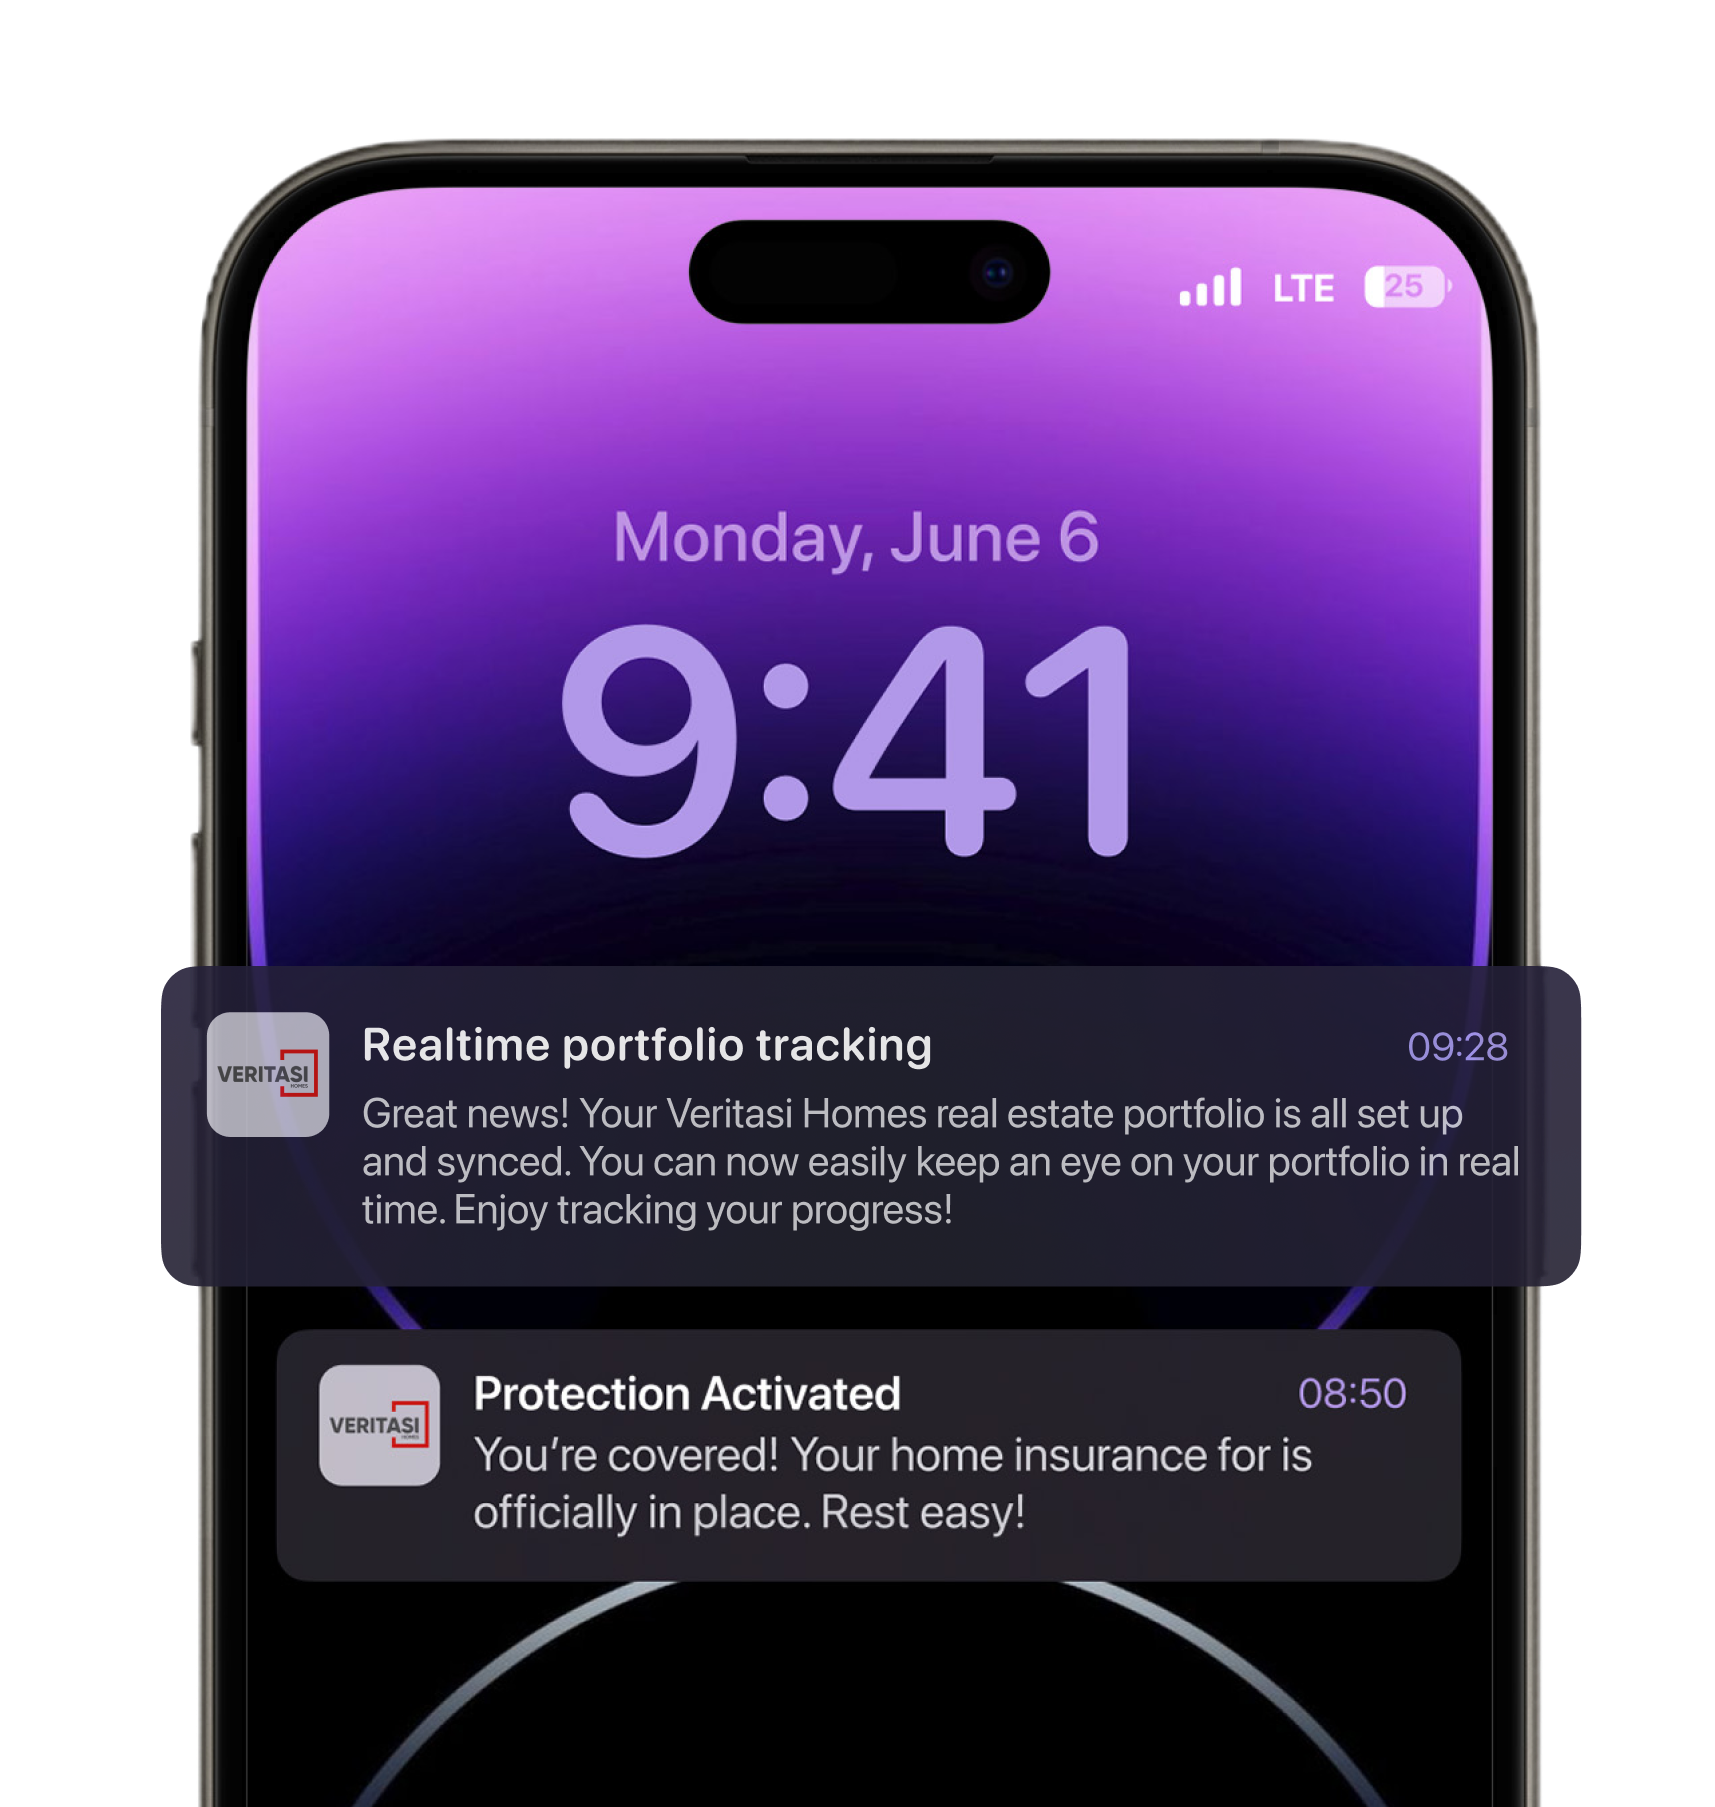 LTE 25
Monday, June 6
9:41
VERITASI
HOMES
Realtime portfolio tracking 09:28
Great news! Your Veritasi Homes real estate portfolio is all set up
and synced. You can now easily keep an eye on your portfolio in real
time. Enjoy tracking your progress!
VERITASI
HOMES
Protection Activated 08:50
You’re covered! Your home insurance for is
officially in place. Rest easy!